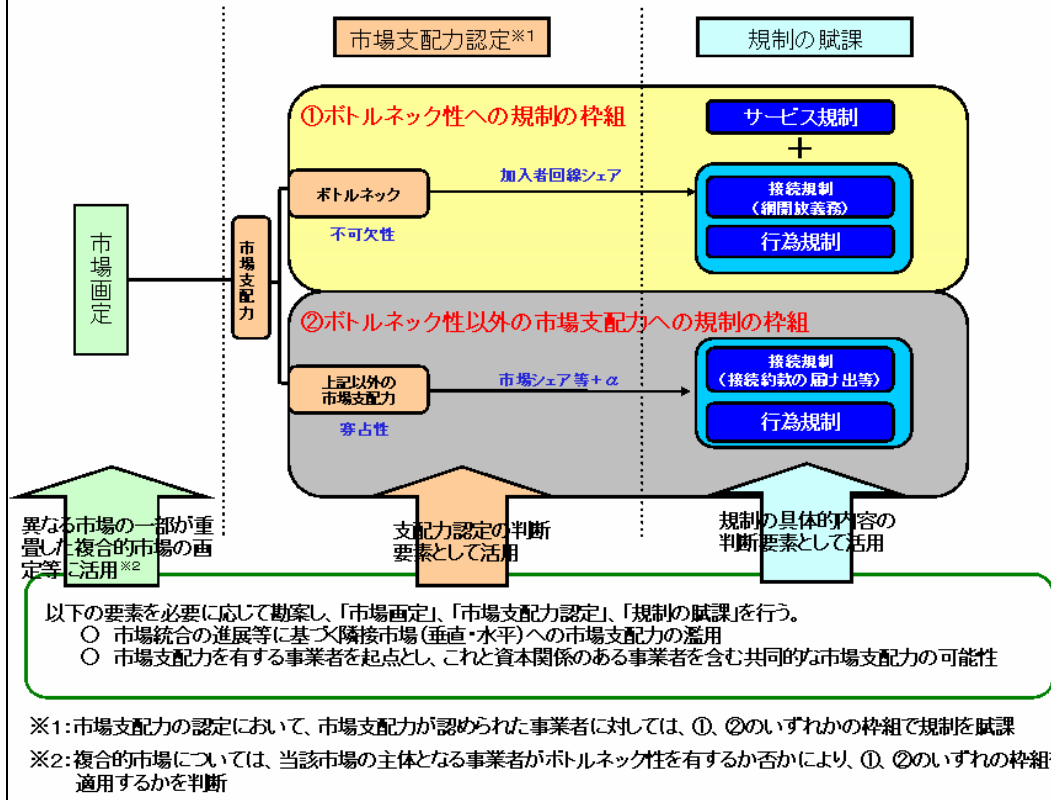 市場支配力認定※1
規制の賦課
①ボトルネック性への規制の枠組
サービス規制
＋
ボトルネック
加入者回線シェア
接続規制
(網開放義務)
不可欠性
行為規制
市場画定
市場支配力
②ボトルネック性以外の市場支配力への規制の枠組
上記以外の
市場支配力
市場シェア等+α
接続規制
(接続約款の届け出等)
寡占性
行為規制
異なる市場の一部が重
畳した複合的市場の画
定等に活用※2
支配力認定の判断
要素として活用
規制の具体的内容の
判断要素として活用
以下の要素を必要に応じて勘案し、「市場画定」、「市場支配力認定」、「規制の賦課」を行う。
○ 市場統合の進展等に基づく隣接市場(垂直・水平)への市場支配力の濫用
○ 市場支配力を有する事業者を起点とし、これと資本関係のある事業者を含む共同的な市場支配力の可能性
※1:市場支配力の認定において、市場支配力が認められた事業者に対しては、①、②のいずれかの枠組で規制を賦課
※2:複合的市場については、当該市場の主体となる事業者がボトルネック性を有するか否かにより、①、②のいずれの枠組を
適用するかを判断